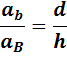 a_b / a_B = d / h